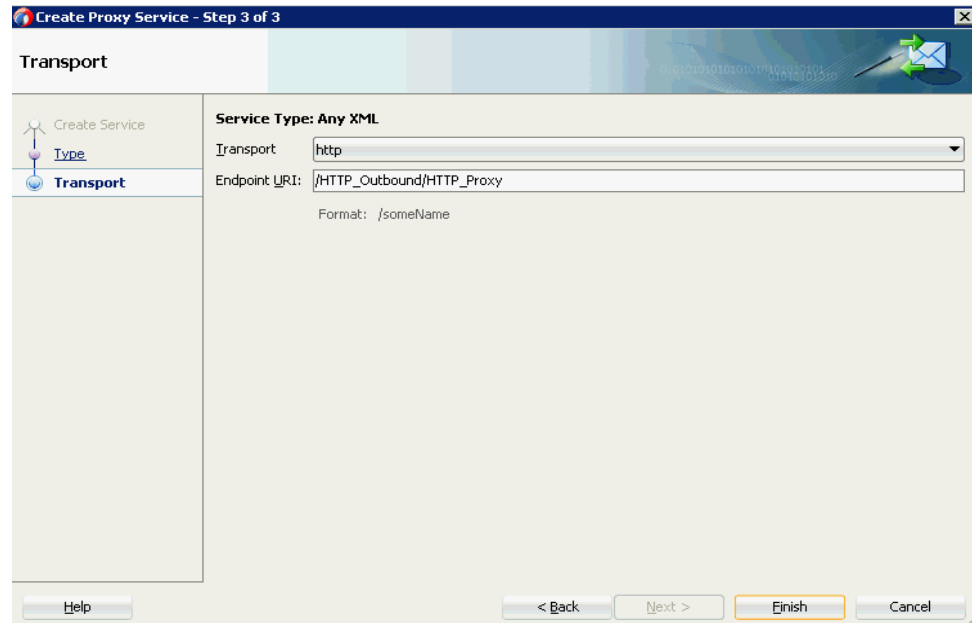 Create Proxy Service - Step 3 of 3
Transport
Create Service
Type
Transport
Service Type: Any XML
Transport http
Endpoint URI: /HTTP_Outbound/HTTP_Proxy
Format: /someName
Help < Back Next > Finish Cancel